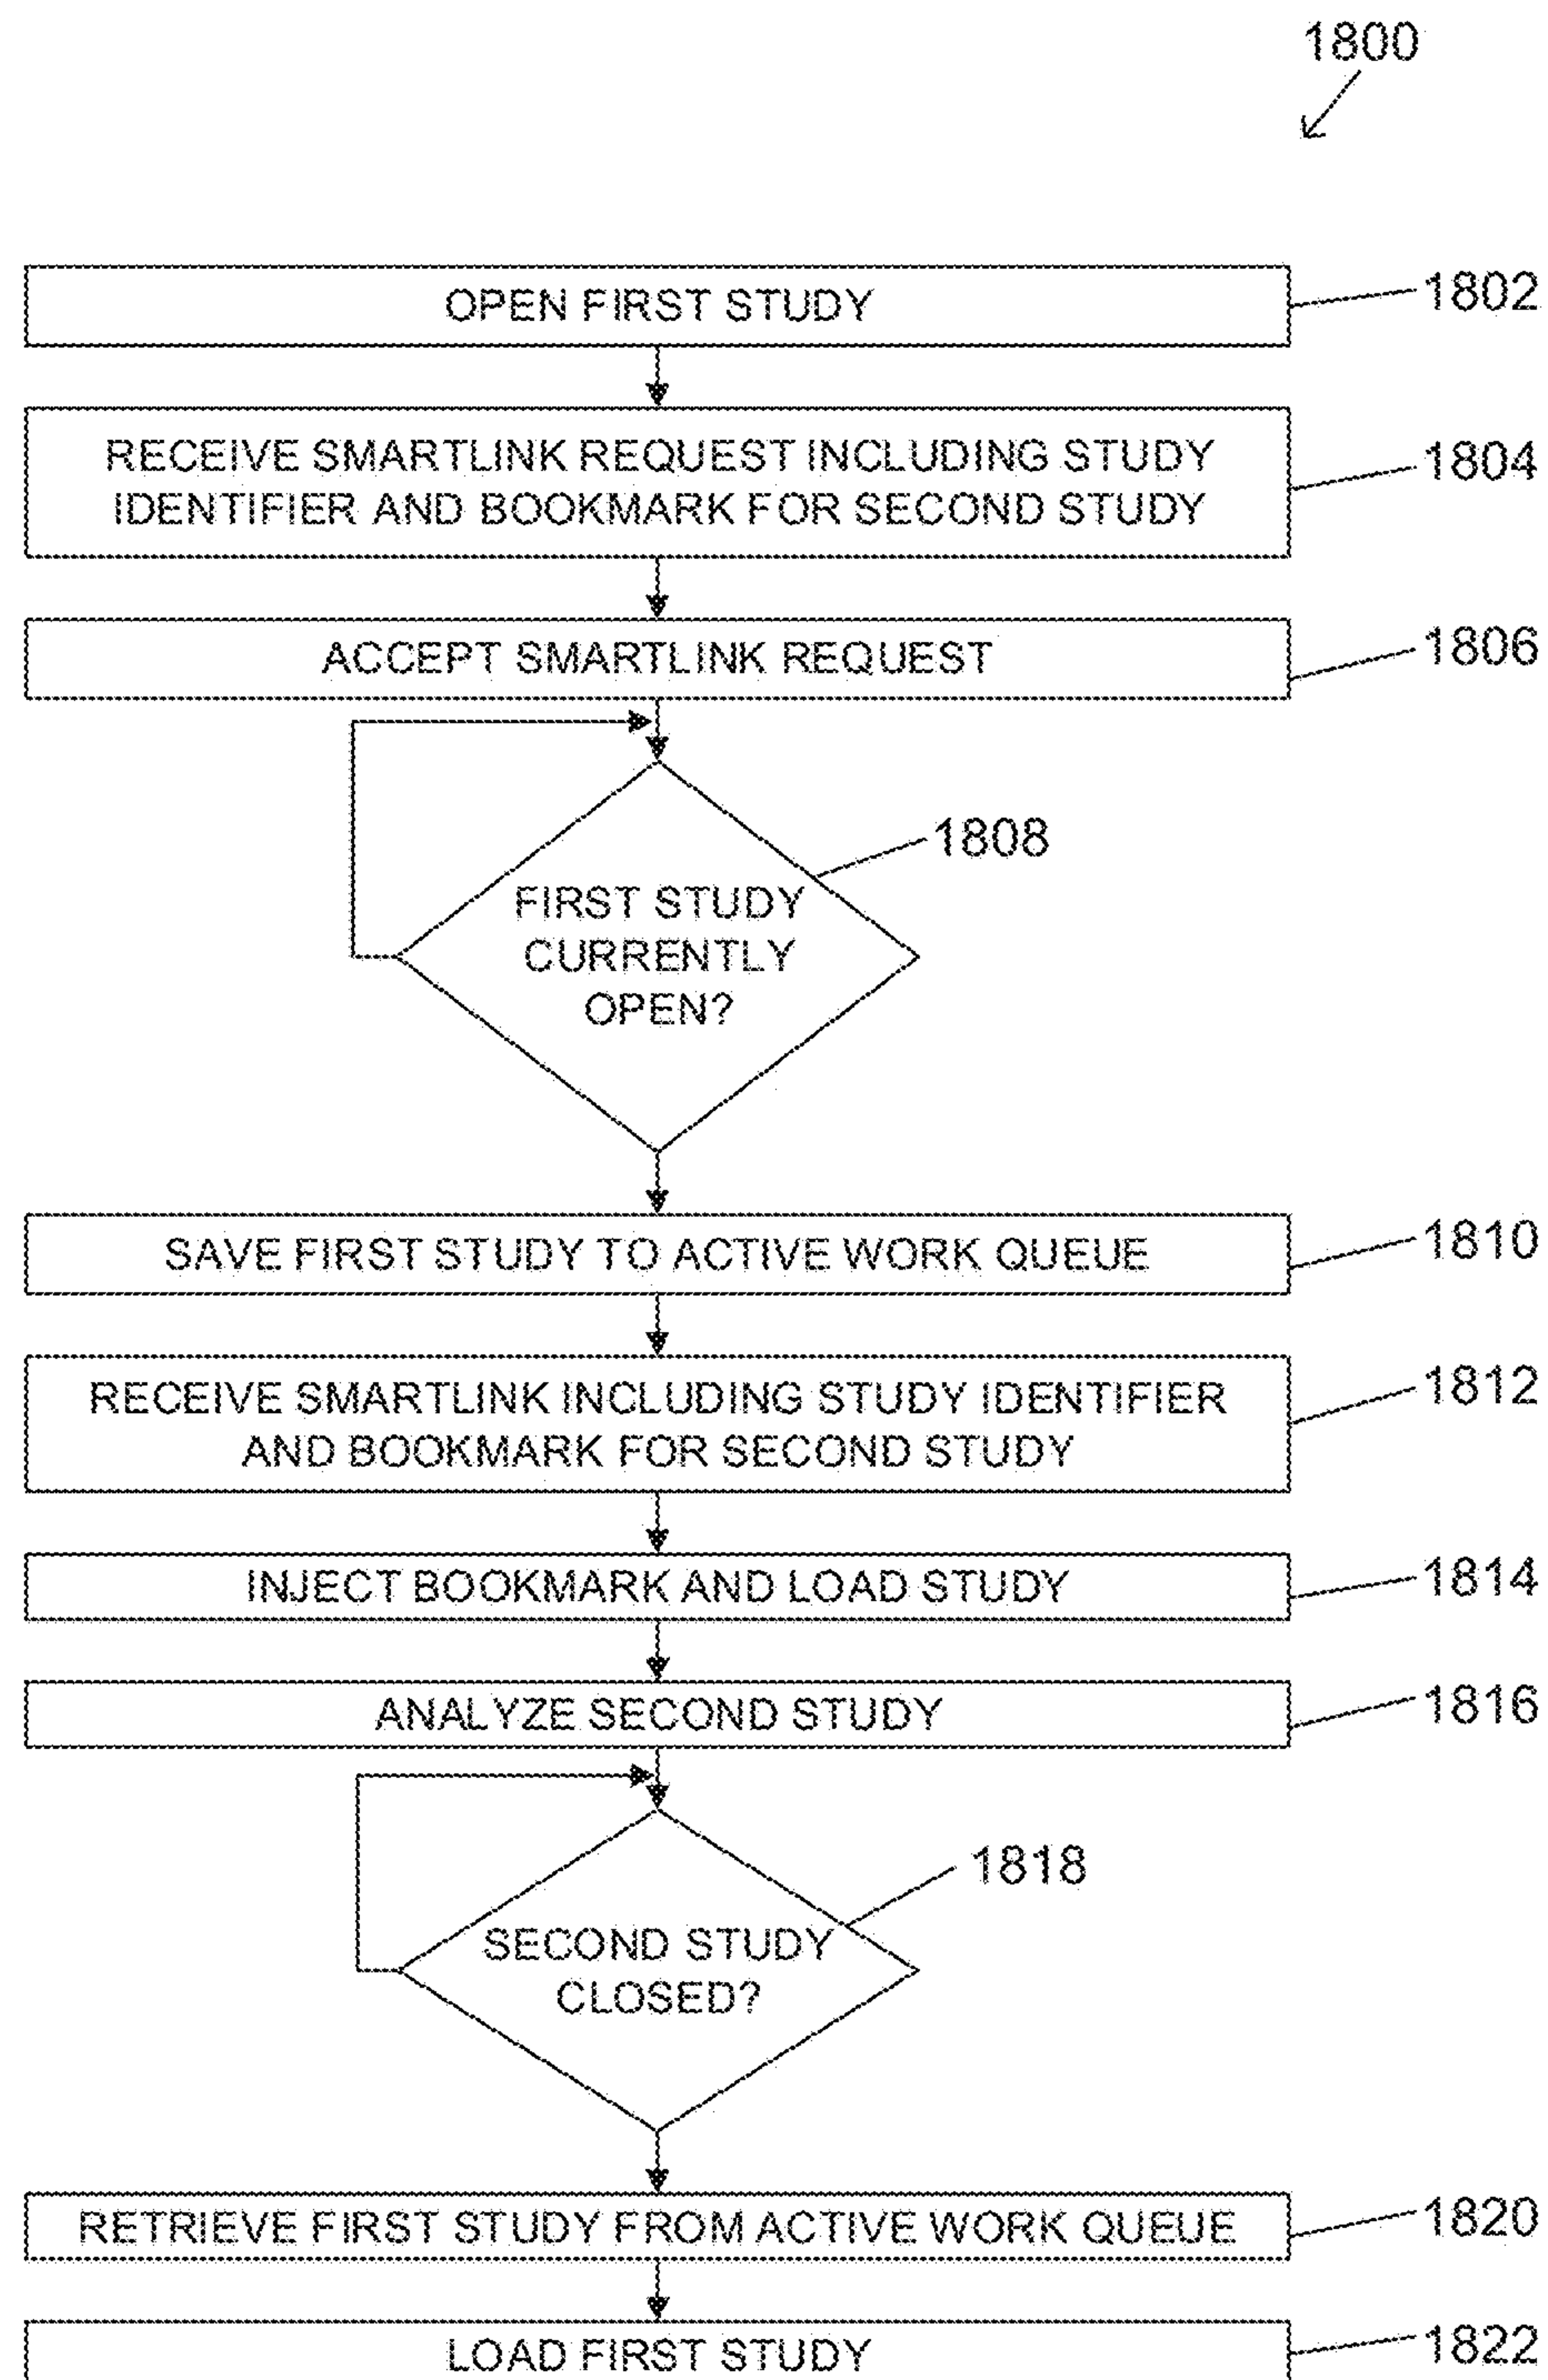 1800
OPEN FIRST STUDY
1802
RECEIVE SMARTLINK REQUEST INCLUDING STUDY
IDENTIFIER AND BOOKMARK FOR SECOND STUDY
1804
ACCEPT SMARTLINK REQUEST
1806
1808
FIRST STUDY
CURRENTLY
OPEN?
SAVE FIRST STUDY TO ACTIVE WORK QUEUE
1810
RECEIVE SMARTLINK INCLUDING STUDY IDENTIFIER
AND BOOKMARK FOR SECOND STUDY
1812
INJECT BOOKMARK AND LOAD STUDY
1814
ANALYZE SECOND STUDY
1816
1818
SECOND STUDY
CLOSED?
RETRIEVE FIRST STUDY FROM ACTIVE WORK QUEUE
1820
LOAD FIRST STUDY
1822